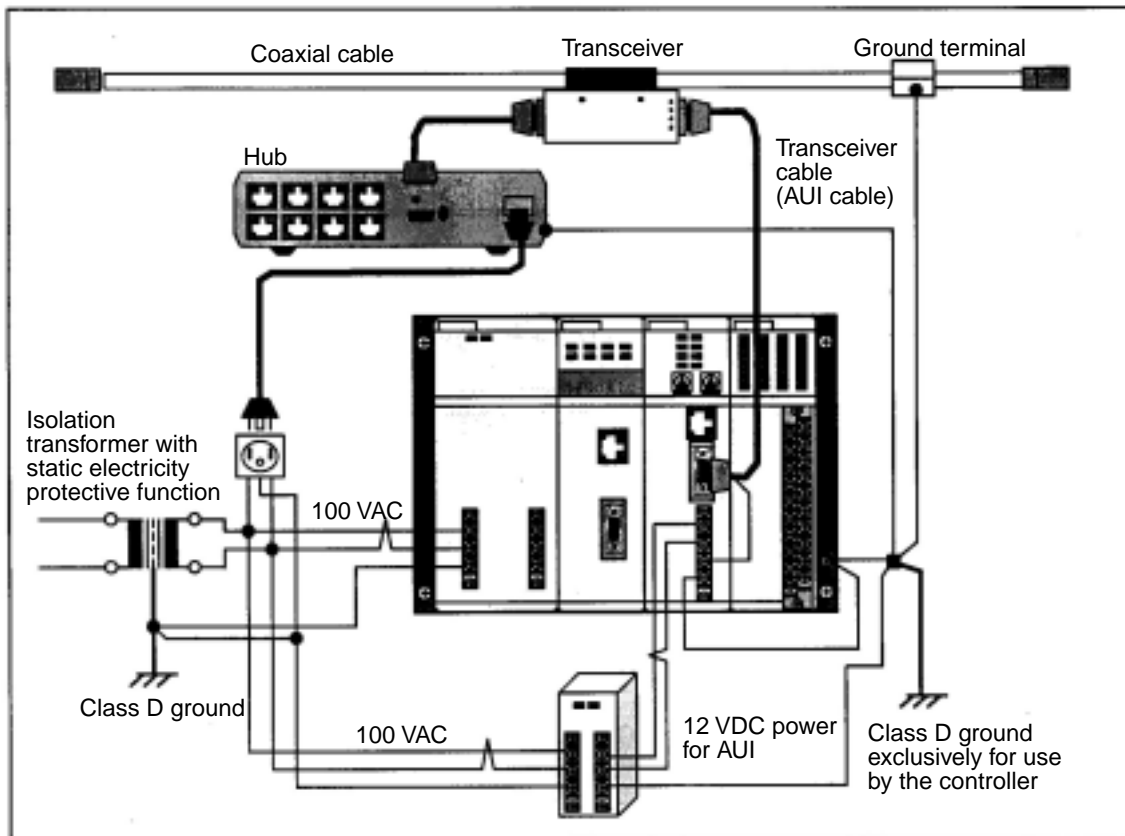 Coaxial cable
Transceiver
Ground terminal
Hub
Transceiver
cable
(AUI cable)
Isolation
transformer with
static electricity
protective function
100 VAC
Class D ground
100 VAC
12 VDC power
for AUI
Class D ground
exclusively for use
by the controller